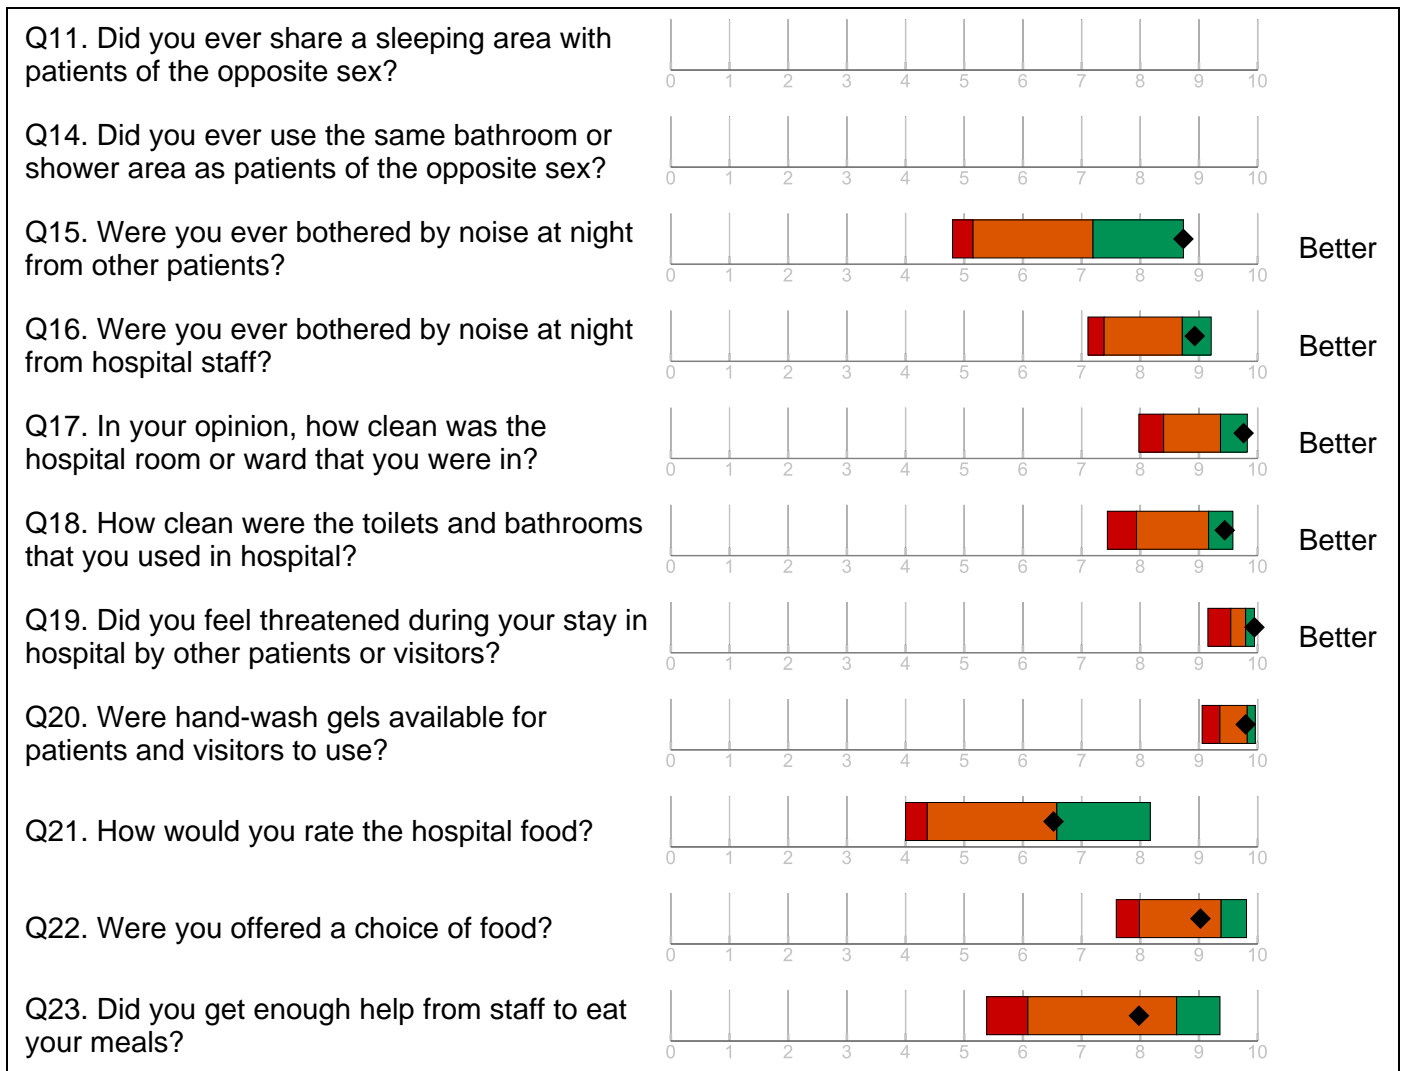 Q11. Did you ever share a sleeping area with
patients of the opposite sex?
0 1 2 3 4 5 6 7 8 9 10
Q14. Did you ever use the same bathroom or
shower area as patients of the opposite sex?
0 1 2 3 4 5 6 7 8 9 10
Q15. Were you ever bothered by noise at night
from other patients?
Better
0 1 2 3 4 5 6 7 8 9 10
Q16. Were you ever bothered by noise at night
from hospital staff?
Better
0 1 2 3 4 5 6 7 8 9 10
Q17. In your opinion, how clean was the
hospital room or ward that you were in?
Better
0 1 2 3 4 5 6 7 8 9 10
Q18. How clean were the toilets and bathrooms
that you used in hospital?
Better
0 1 2 3 4 5 6 7 8 9 10
Q19. Did you feel threatened during your stay in
hospital by other patients or visitors?
Better
0 1 2 3 4 5 6 7 8 9 10
Q20. Were hand-wash gels available for
patients and visitors to use?
0 1 2 3 4 5 6 7 8 9 10
Q21. How would you rate the hospital food?
0 1 2 3 4 5 6 7 8 9 10
Q22. Were you offered a choice of food?
0 1 2 3 4 5 6 7 8 9 10
Q23. Did you get enough help from staff to eat
your meals?
0 1 2 3 4 5 6 7 8 9 10